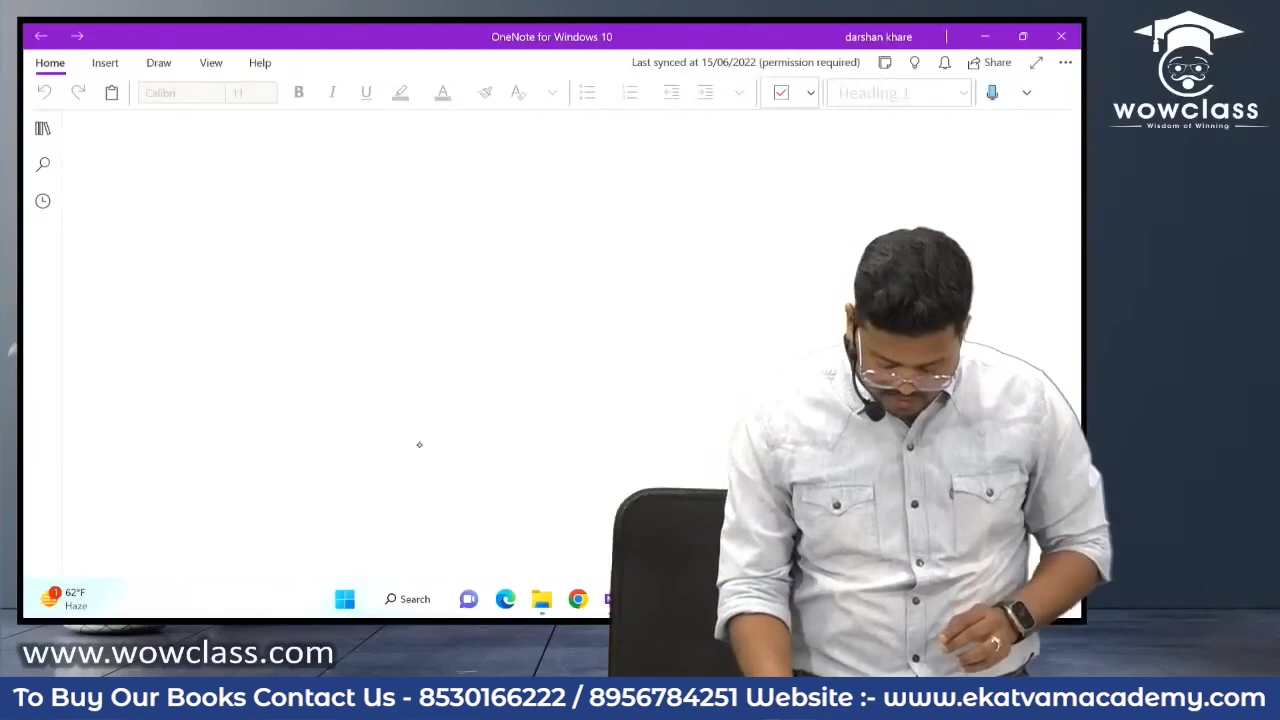 OneNote for Windows 10
darshan khare
Home
Insert
Draw
View
Help
Last synced at 15/06/2022 (permission required)
Share
Calibri
11
B
I
U
A
Heading 1
wowclass
Wisdom of Winning
1
62°F
Haze
Search
www.wowclass.com
To Buy Our Books Contact Us - 8530166222 / 8956784251 Website :- www.ekatvamacademy.com